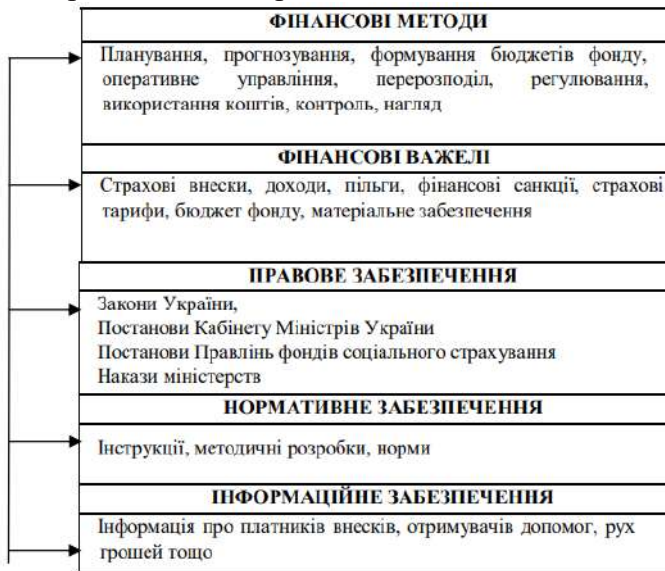 ФІНАНСОВІ МЕТОДИ
Планування, прогнозування, формування бюджетів фонду,
оперативне управління, перерозподіл, регулювання,
використання коштів, контроль, нагляд
ФІНАНСОВІ ВАЖЕЛІ
Страхові внески, доходи, пільги, фінансові санкції, страхові
тарифи, бюджет фонду, матеріальне забезпечення
ПРАВОВЕ ЗАБЕЗПЕЧЕННЯ
Закони України,
Постанови Кабінету Міністрів України
Постанови Правлінь фондів соціального страхування
Накази міністерств
НОРМАТИВНЕ ЗАБЕЗПЕЧЕННЯ
Інструкції, методичні розробки, норми
ІНФОРМАЦІЙНЕ ЗАБЕЗПЕЧЕННЯ
Інформація про платників внесків, отримувачів допомог, рух
грошей тощо